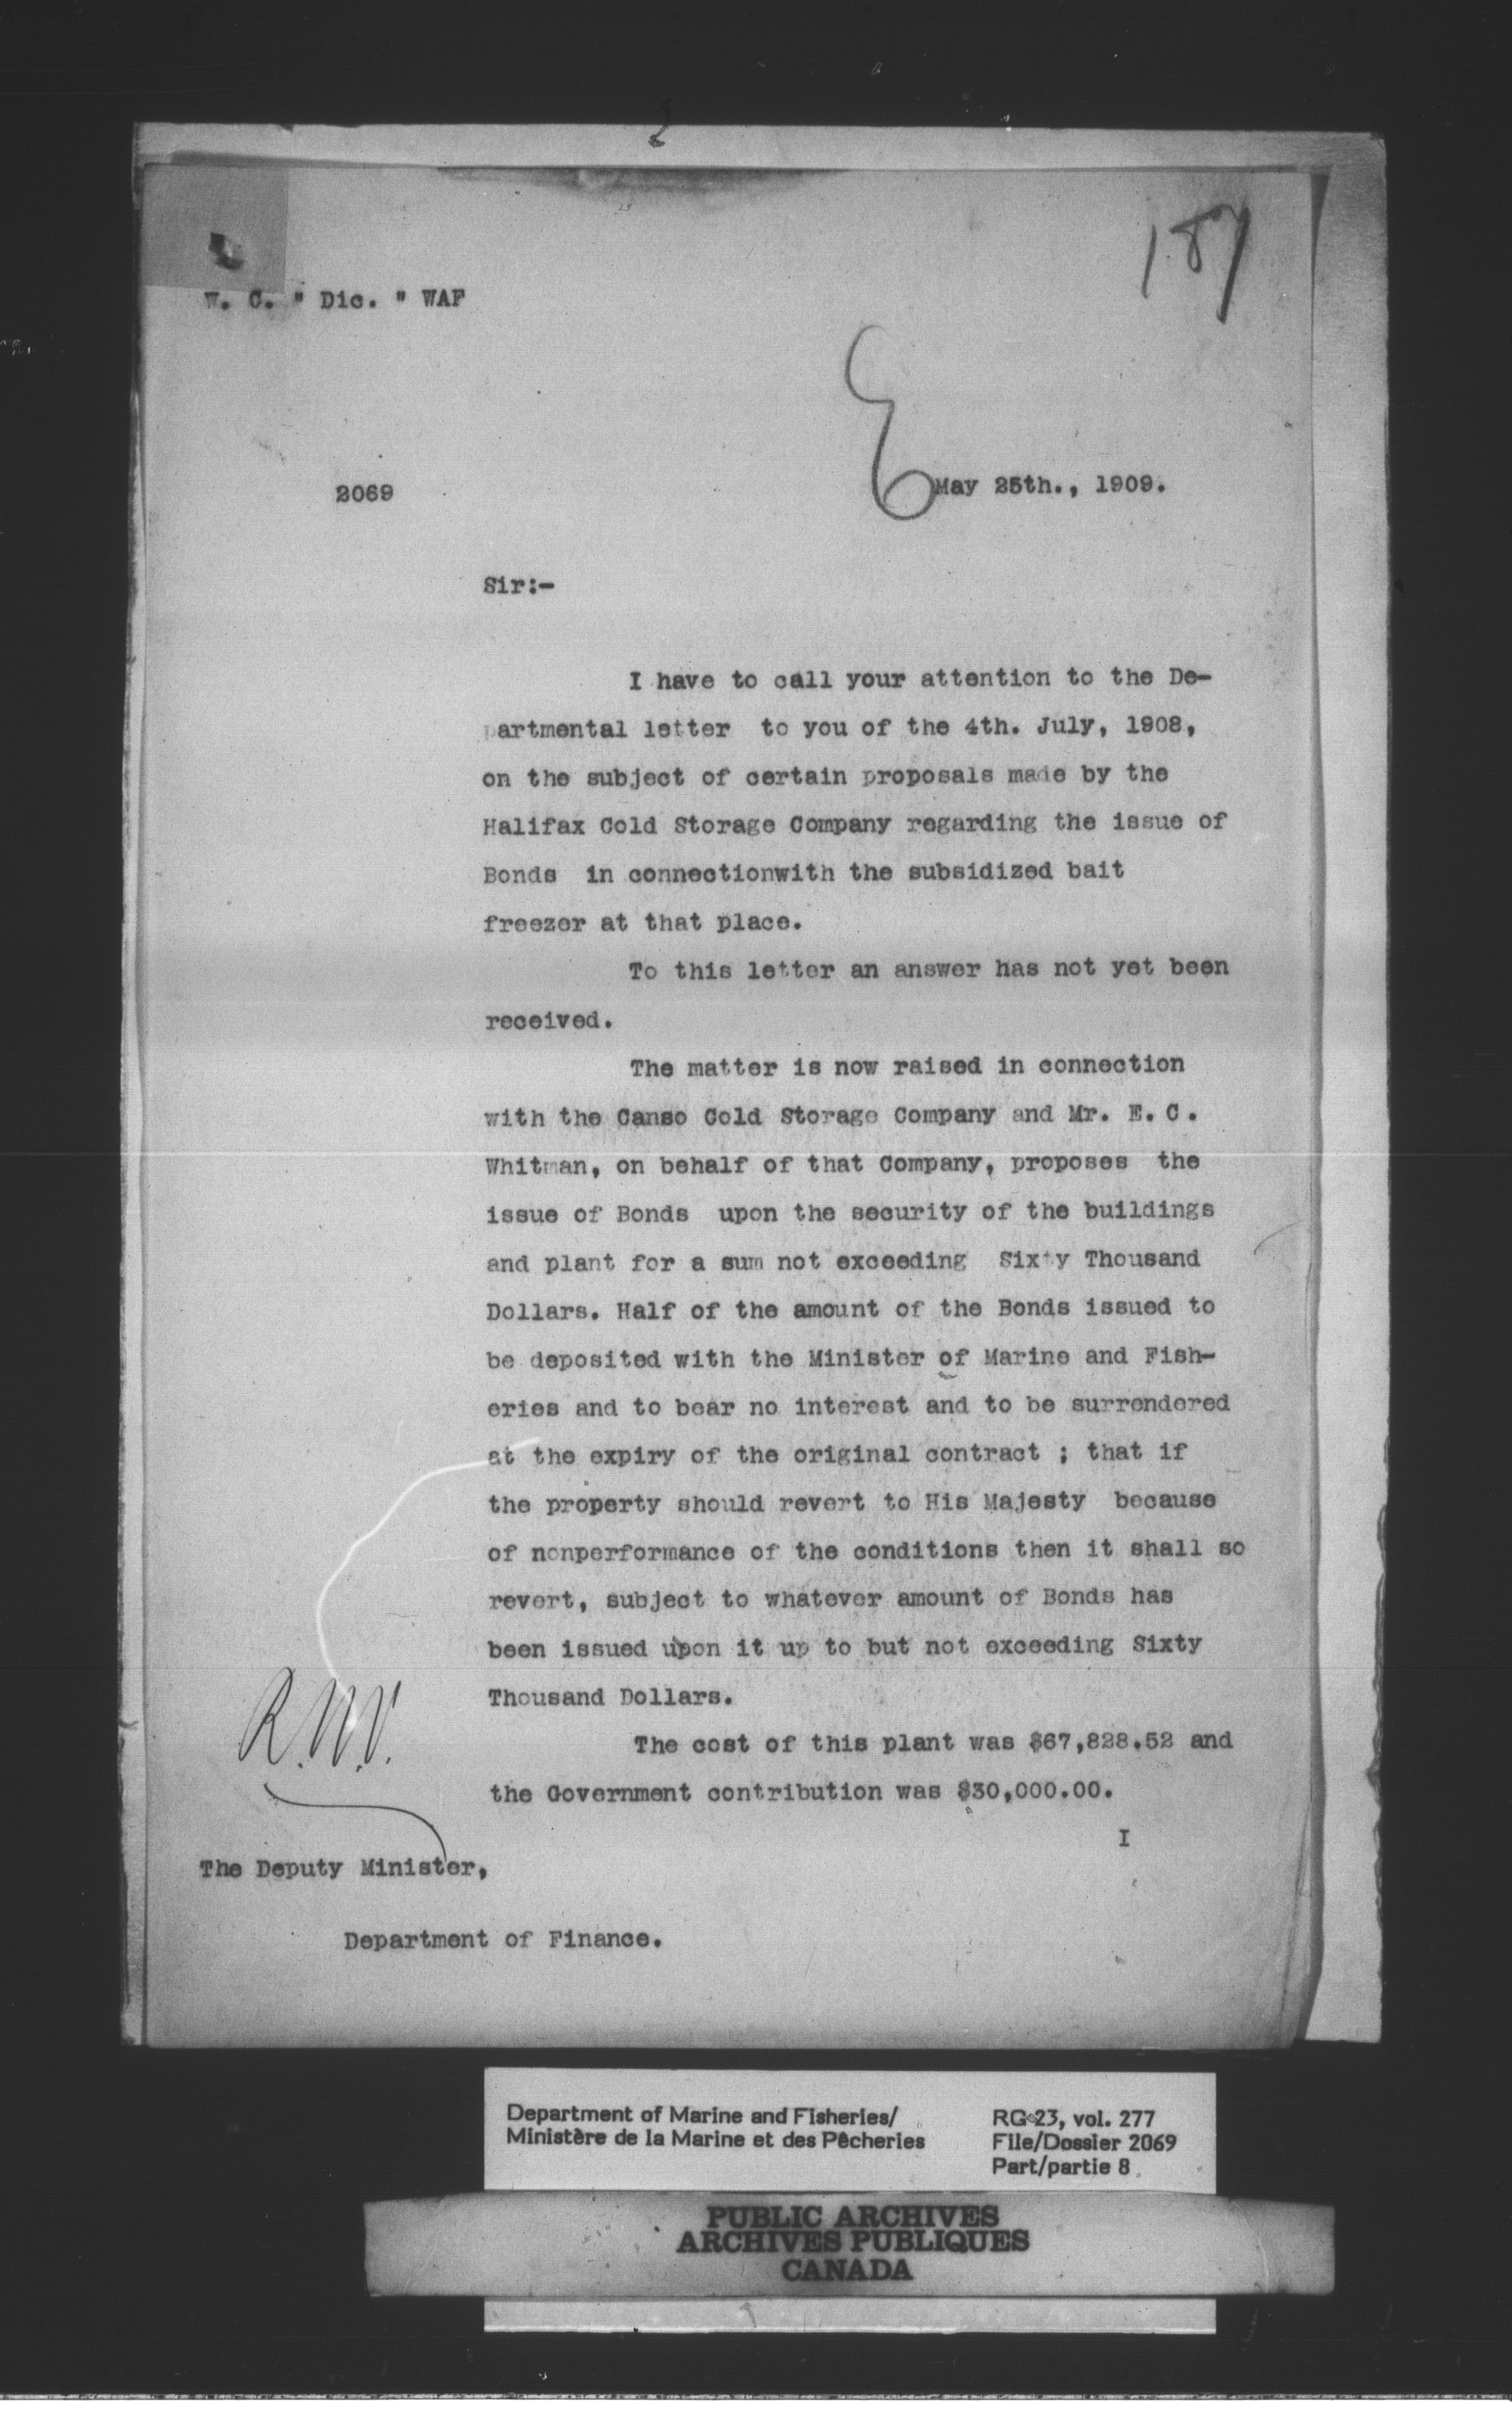 187
W. C. " Dic. " WAF
2069
May 25th., 1909.
Sir:-
I have to call your attention to the De-
partmental letter to you of the 4th. July, 1908,
on the subject of certain proposals made by the
Halifax Cold Storage Company regarding the issue of
Bonds in connectionwith the subsidized bait
freezer at that place.
To this letter an answer has not yet been
received.
The matter is now raised in connection
with the Canso Cold Storage Company and Mr. E. C.
Whitman, on behalf of that Company, proposes the
issue of Bonds upon the security of the buildings
and plant for a sum not exceeding Sixty Thousand
Dollars. Half of the amount of the Bonds issued to
be deposited with the Minister of Marine and Fish-
eries and to bear no interest and to be surrendered
at the expiry of the original contract ; that if
the property should revert to His Majesty because
of nonperformance of the conditions then it shall so
revert, subject to whatever amount of Bonds has
been issued upon it up to but not exceeding Sixty
Thousand Dollars.
The cost of this plant was $67,828.52 and
the Government contribution was $30,000.00.
I
The Deputy Minister,
Department of Finance.
Department of Marine and Fisheries/
Ministère de la Marine et des Pêcheries
RG 23, vol. 277
File/Dossier 2069
Part/partie 8
PUBLIC ARCHIVES
ARCHIVES PUBLIQUES
CANADA